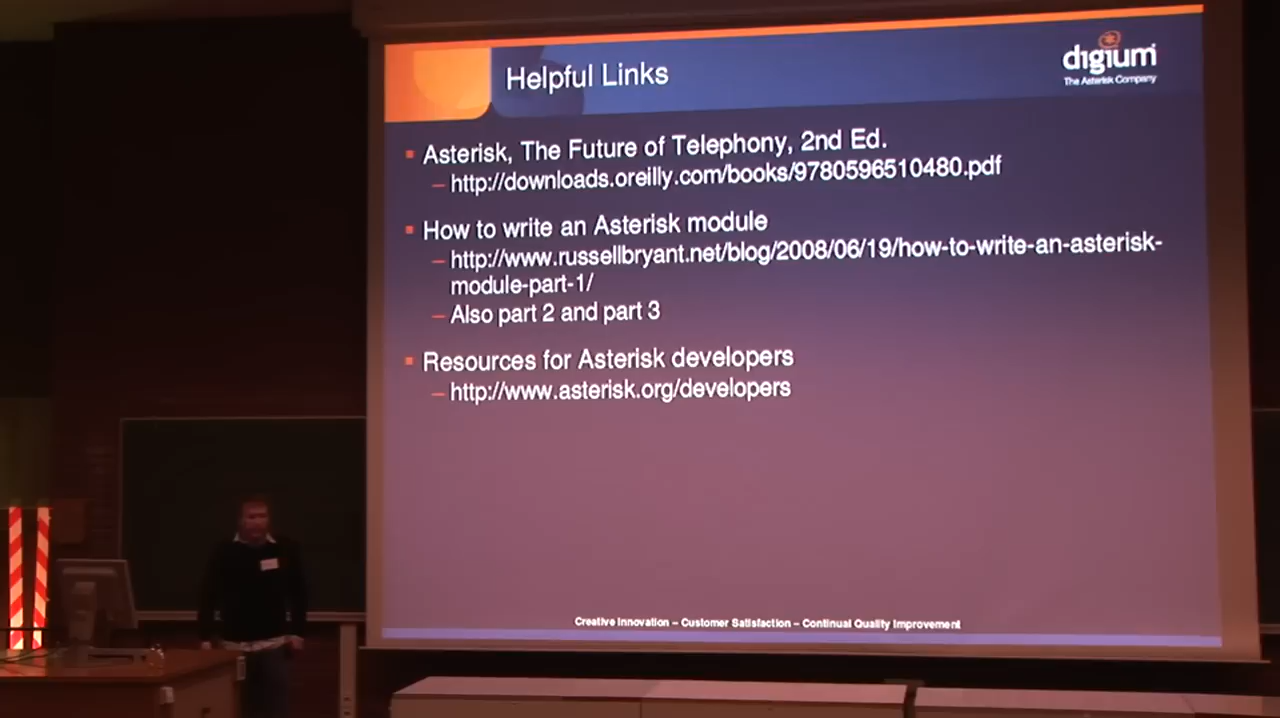 Helpful Links
digium
The Asterisk Company
Asterisk, The Future of Telephony, 2nd Ed.
– http://downloads.oreilly.com/books/9780596510480.pdf
How to write an Asterisk module
– http://www.russellbryant.net/blog/2008/06/19/how-to-write-an-asterisk-
module-part-1/
– Also part 2 and part 3
Resources for Asterisk developers
– http://www.asterisk.org/developers
Creative Innovation – Customer Satisfaction – Continual Quality Improvement